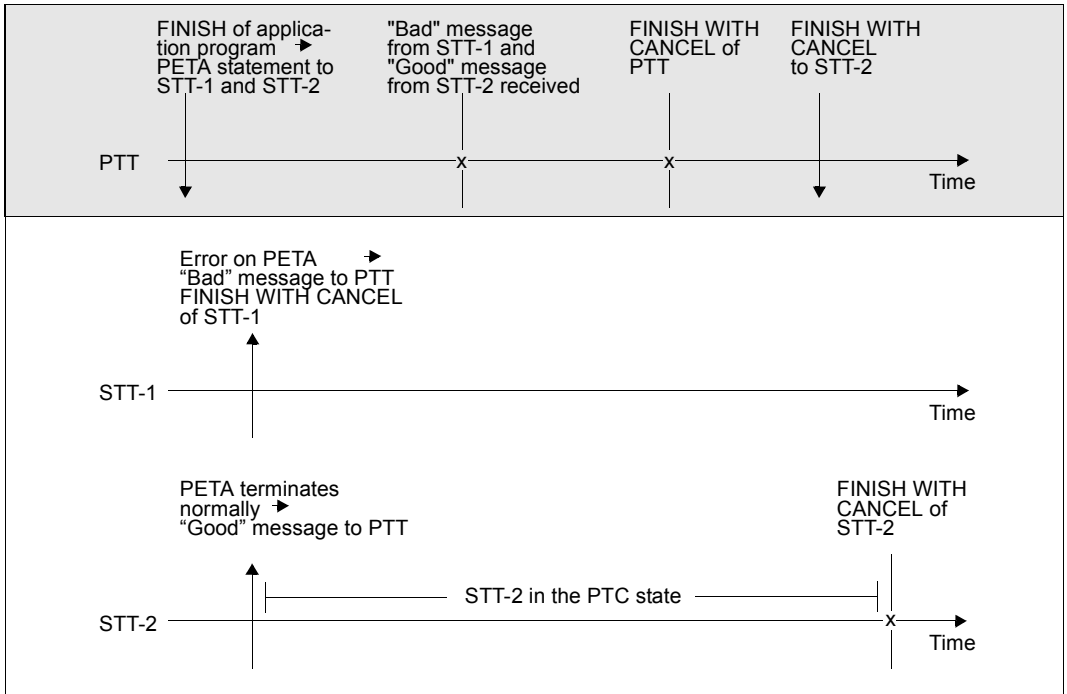 FINISH of applica-
tion program
PETA statement to
STT-1 and STT-2
"Bad" message
from STT-1 and
"Good" message
from STT-2 received
FINISH WITH
CANCEL of
PTT
FINISH WITH
CANCEL
to STT-2
PTT
x
x
Time
Error on PETA
“Bad” message to PTT
FINISH WITH CANCEL
of STT-1
STT-1
Time
PETA terminates
normally
“Good” message to PTT
FINISH WITH
CANCEL of
STT-2
STT-2 in the PTC state
STT-2
x
Time